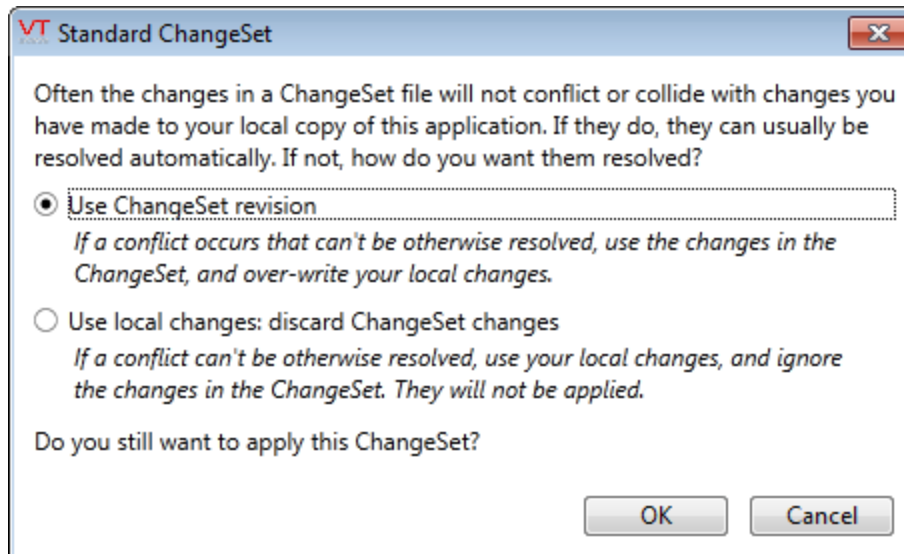 VT Standard ChangeSet
Often the changes in a ChangeSet file will not conflict or collide with changes you
have made to your local copy of this application. If they do, they can usually be
resolved automatically. If not, how do you want them resolved?
Use ChangeSet revision
If a conflict occurs that can't be otherwise resolved, use the changes in the
ChangeSet, and over-write your local changes.
Use local changes: discard ChangeSet changes
If a conflict can't be otherwise resolved, use your local changes, and ignore
the changes in the ChangeSet. They will not be applied.
Do you still want to apply this ChangeSet?
OK Cancel